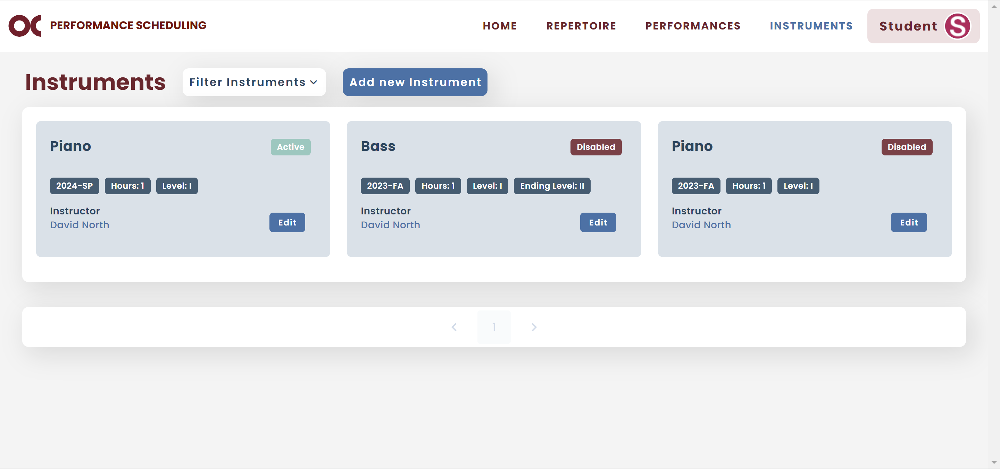 OC PERFORMANCE SCHEDULING HOME REPERTOIRE PERFORMANCES INSTRUMENTS Student S
Instruments Filter Instruments Add new Instrument
Piano Active
2024-SP Hours: 1 Level: I
Instructor
David North
Edit
Bass Disabled
2023-FA Hours: 1 Level: I Ending Level: II
Instructor
David North
Edit
Piano Disabled
2023-FA Hours: 1 Level: I
Instructor
David North
Edit
1